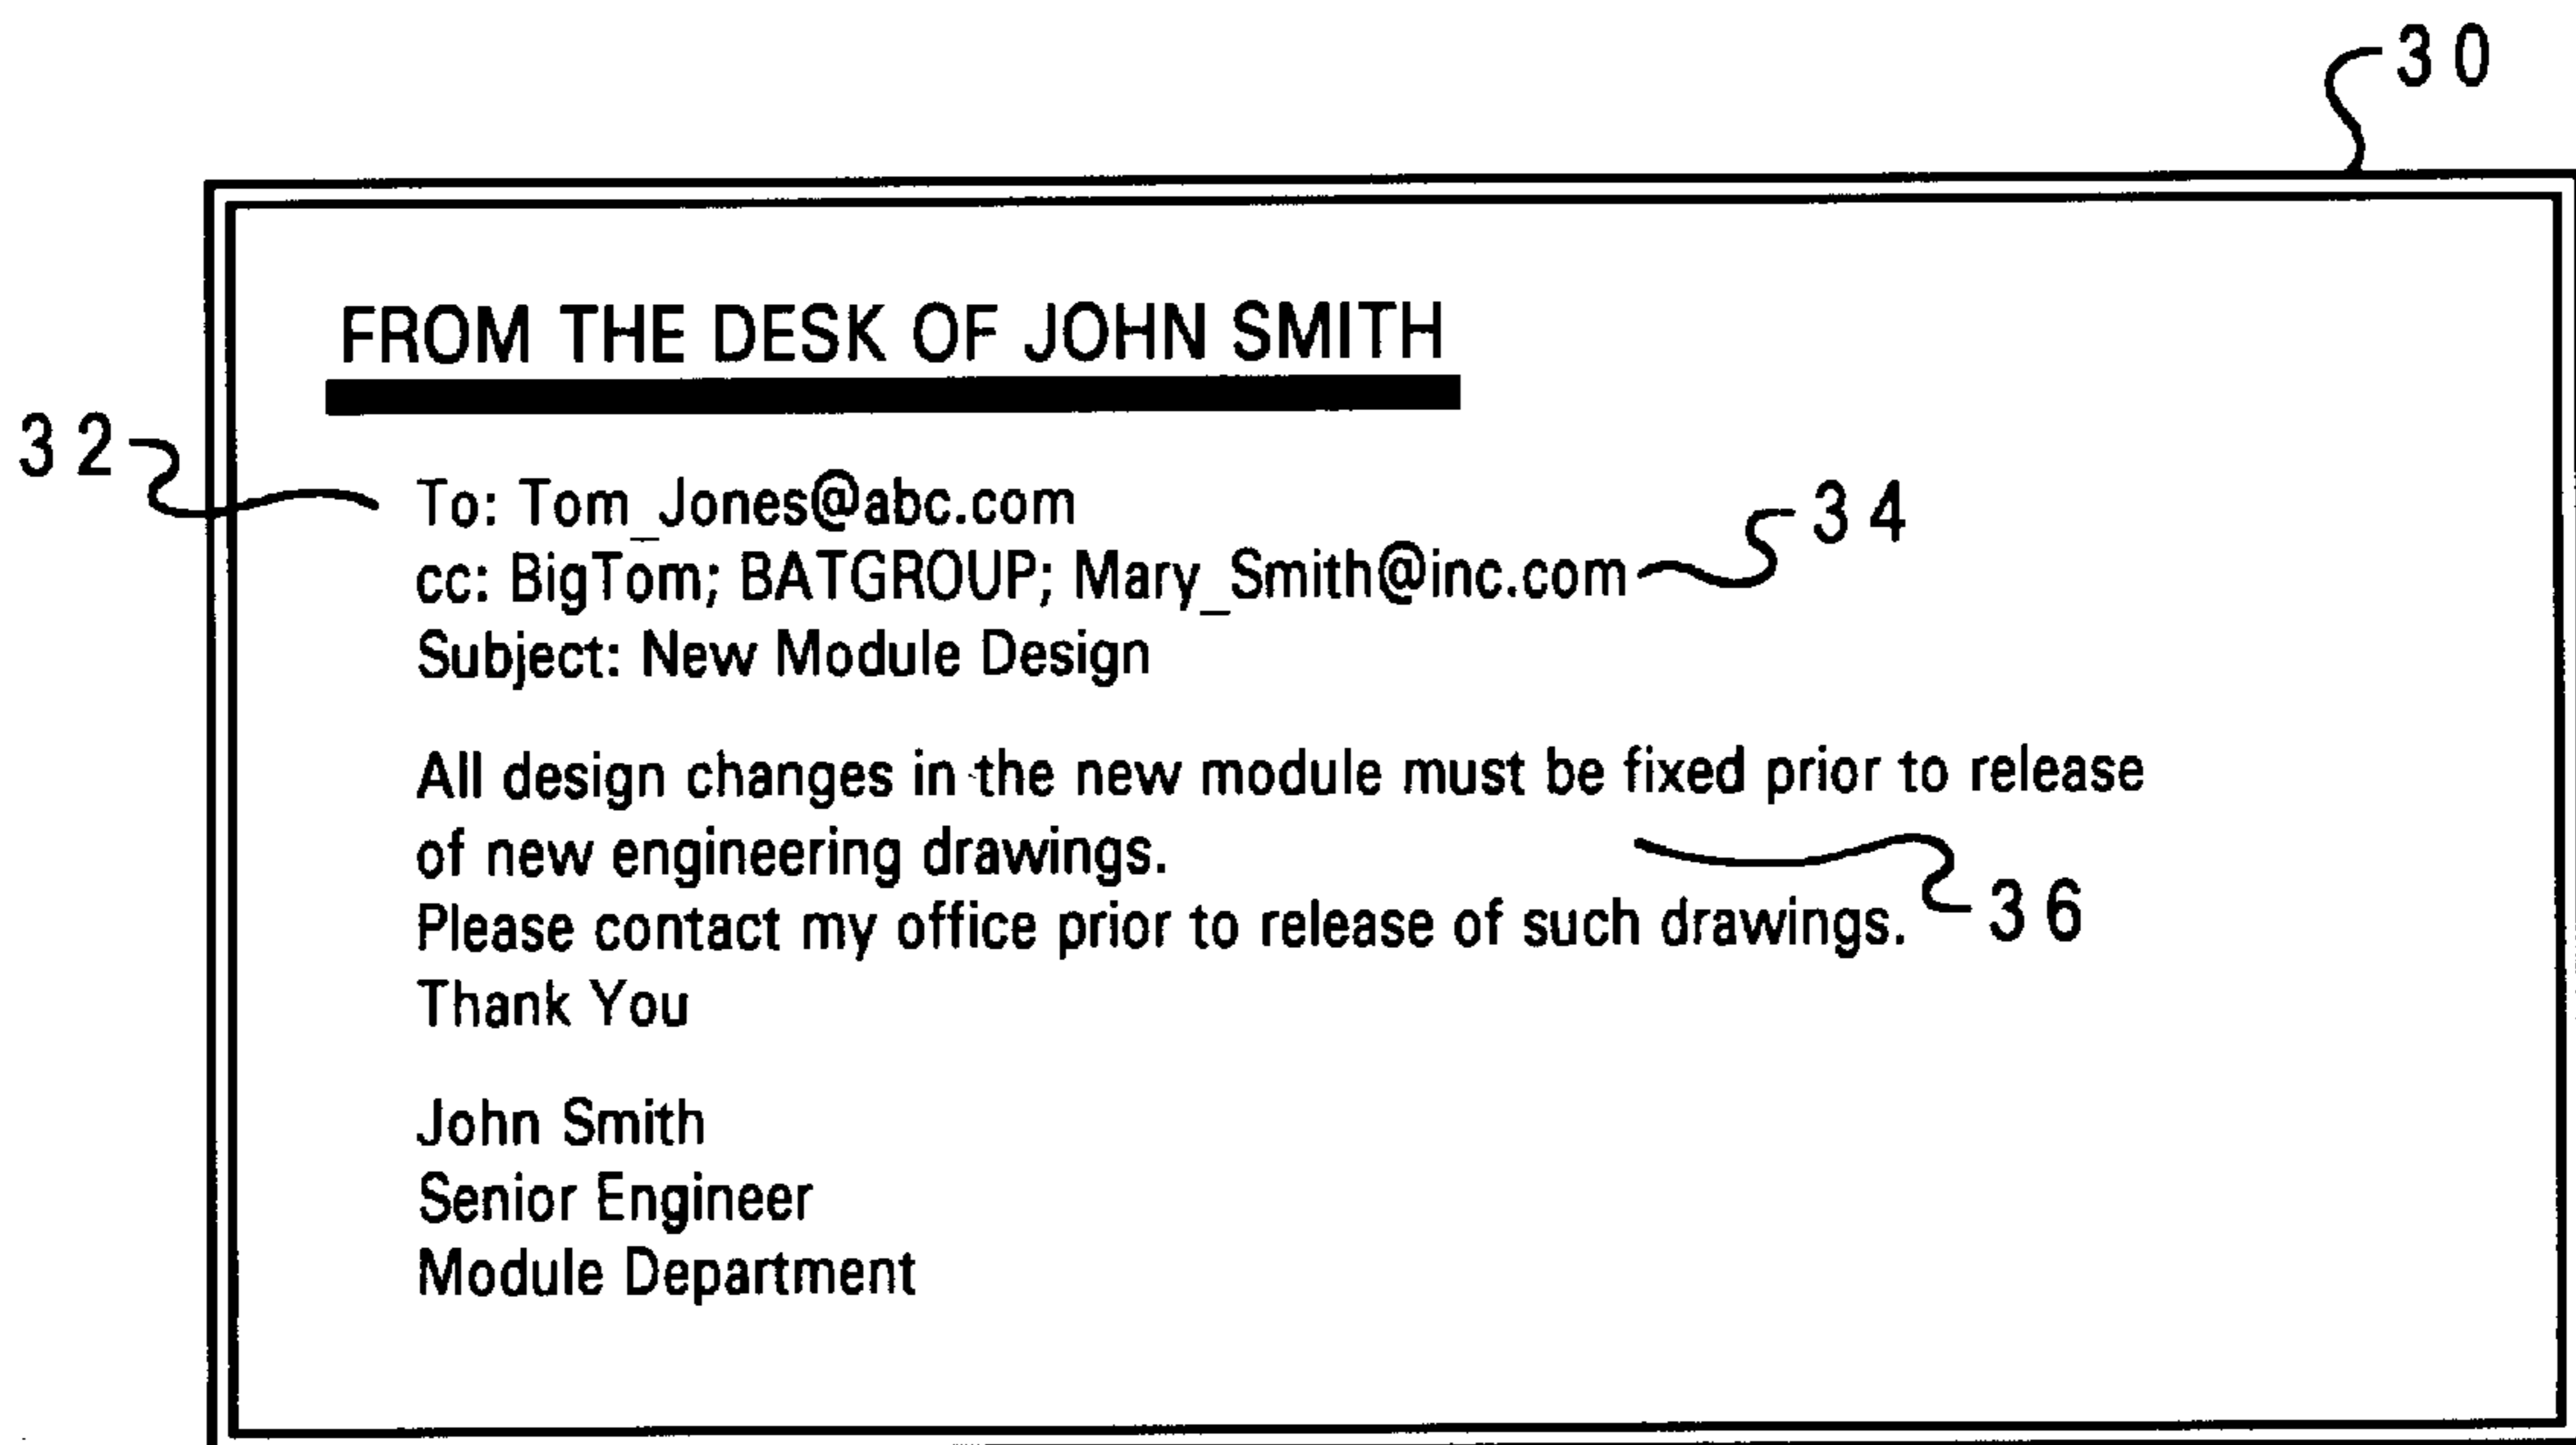 30
FROM THE DESK OF JOHN SMITH
32
To: Tom_Jones@abc.com
34
cc: BigTom; BATGROUP; Mary_Smith@inc.com
Subject: New Module Design
All design changes in the new module must be fixed prior to release
of new engineering drawings.
36
Please contact my office prior to release of such drawings.
Thank You
John Smith
Senior Engineer
Module Department